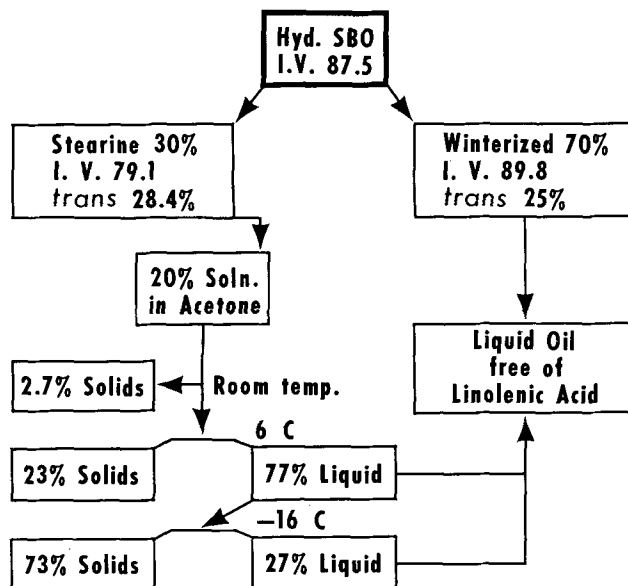 Hyd. SBO
I.V. 87.5
Stearine 30%
I. V. 79.1
trans 28.4%
Winterized 70%
I. V. 89.8
trans 25%
20% Soln.
in Acetone
Liquid Oil
free of
Linolenic Acid
2.7% Solids
Room temp.
6 C
23% Solids
77% Liquid
–16 C
73% Solids
27% Liquid